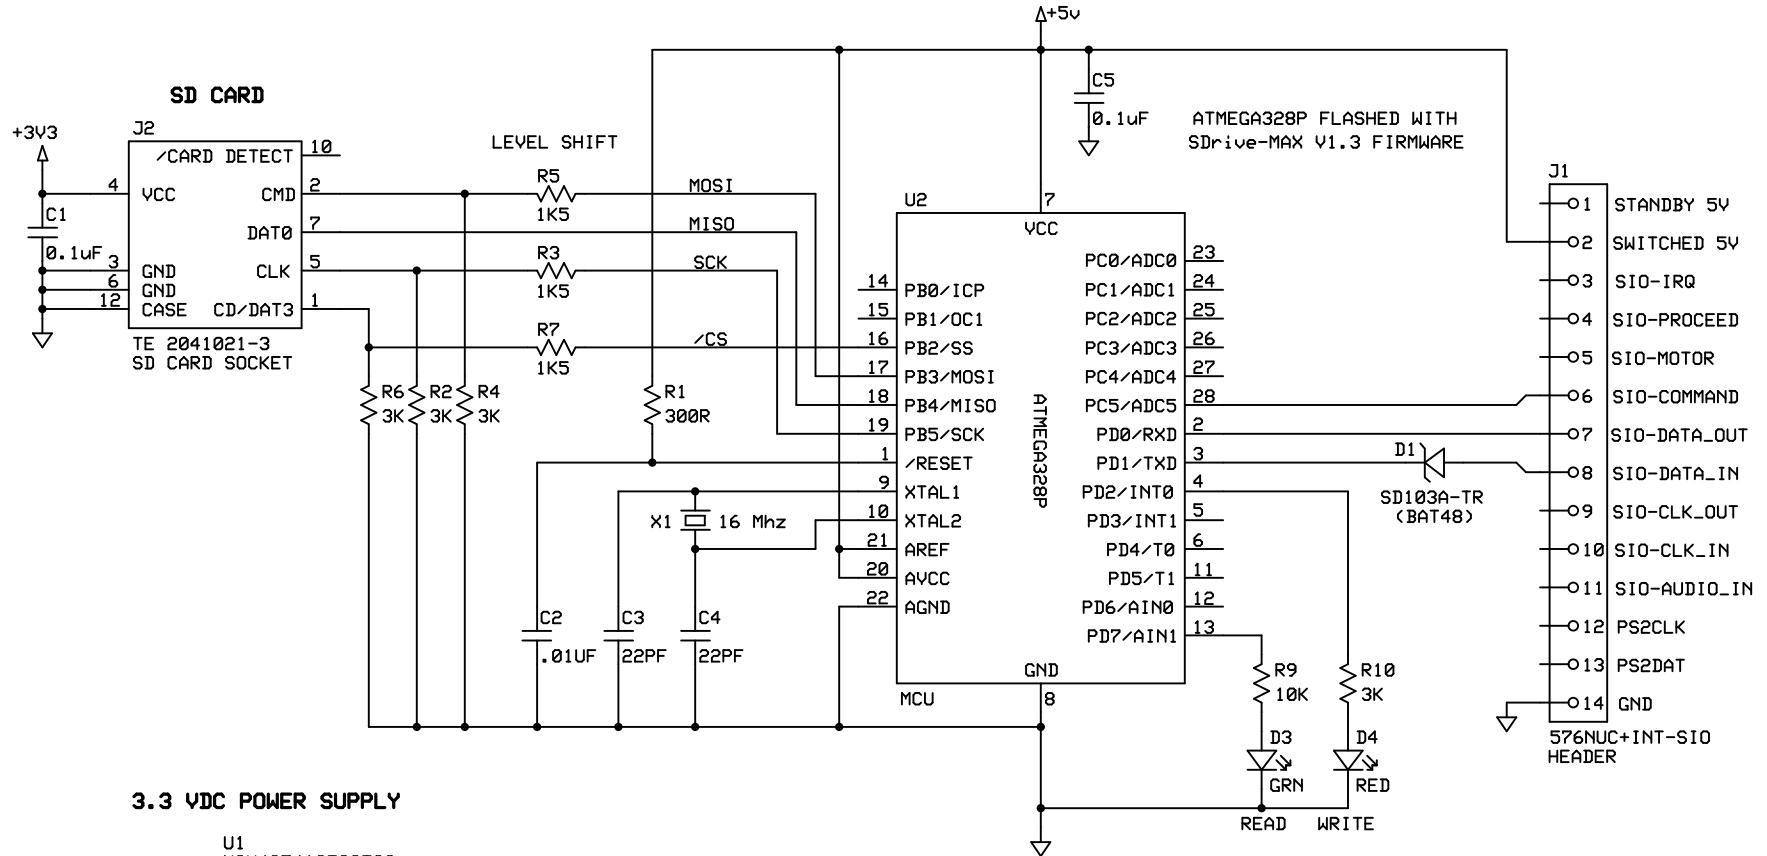 +5v
SD CARD
+3V3
J2
/CARD DETECT 10
4 VCC
CMD 2
DAT0 7
C1
0.1uF
3 GND
CLK 5
6 GND
12 CASE
CD/DAT3 1
TE 2041021-3
SD CARD SOCKET
LEVEL SHIFT
R5
1K5
MOSI
MISO
R3
1K5
SCK
R7
1K5
/CS
R6
3K
R2
3K
R4
3K
R1
300R
C5
0.1uF
ATMEGA328P FLASHED WITH
SDrive-MAX V1.3 FIRMWARE
U2
7
VCC
14 PB0/ICP
15 PB1/OC1
16 PB2/SS
17 PB3/MOSI
18 PB4/MISO
19 PB5/SCK
1 /RESET
9 XTAL1
10 XTAL2
21 AREF
20 AVCC
22 AGND
ATMEGA328P
PC0/ADC0 23
PC1/ADC1 24
PC2/ADC2 25
PC3/ADC3 26
PC4/ADC4 27
PC5/ADC5 28
PD0/RXD 2
PD1/TXD 3
PD2/INT0 4
PD3/INT1 5
PD4/T0 6
PD5/T1 11
PD6/AIN0 12
PD7/AIN1 13
GND
8
MCU
X1 16 Mhz
C2
.01UF
C3
22PF
C4
22PF
D1
SD103A-TR
(BAT48)
R9
10K
R10
3K
D3
GRN
D4
RED
READ WRITE
J1
1 STANDBY 5V
2 SWITCHED 5V
3 SIO-IRQ
4 SIO-PROCEED
5 SIO-MOTOR
6 SIO-COMMAND
7 SIO-DATA_OUT
8 SIO-DATA_IN
9 SIO-CLK_OUT
10 SIO-CLK_IN
11 SIO-AUDIO_IN
12 PS2CLK
13 PS2DAT
14 GND
576NUC+INT-SIO
HEADER
3.3 VDC POWER SUPPLY
U1